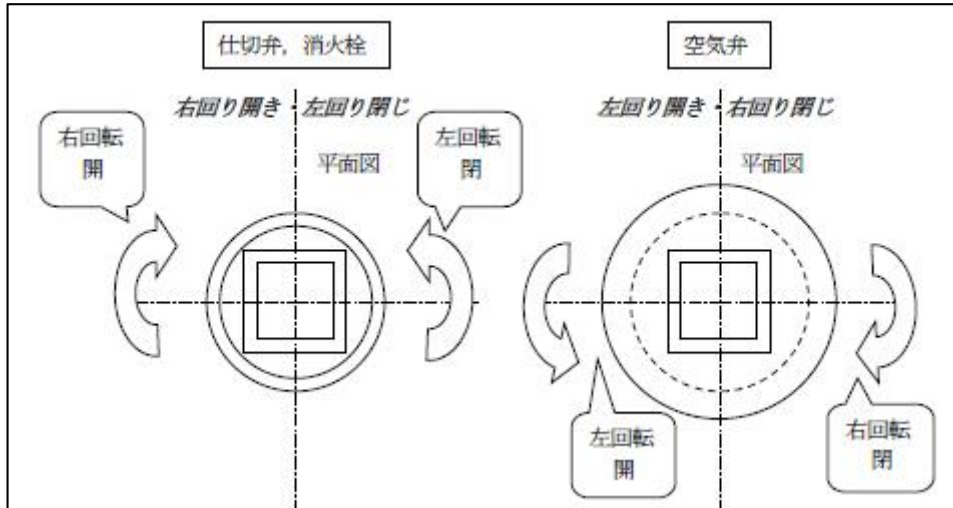 仕切弁，消火栓
右回り開き・左回り閉じ
右回転
開
左回転
閉
平面図
空気弁
左回り開き・右回り閉じ
平面図
左回転
開
右回転
閉